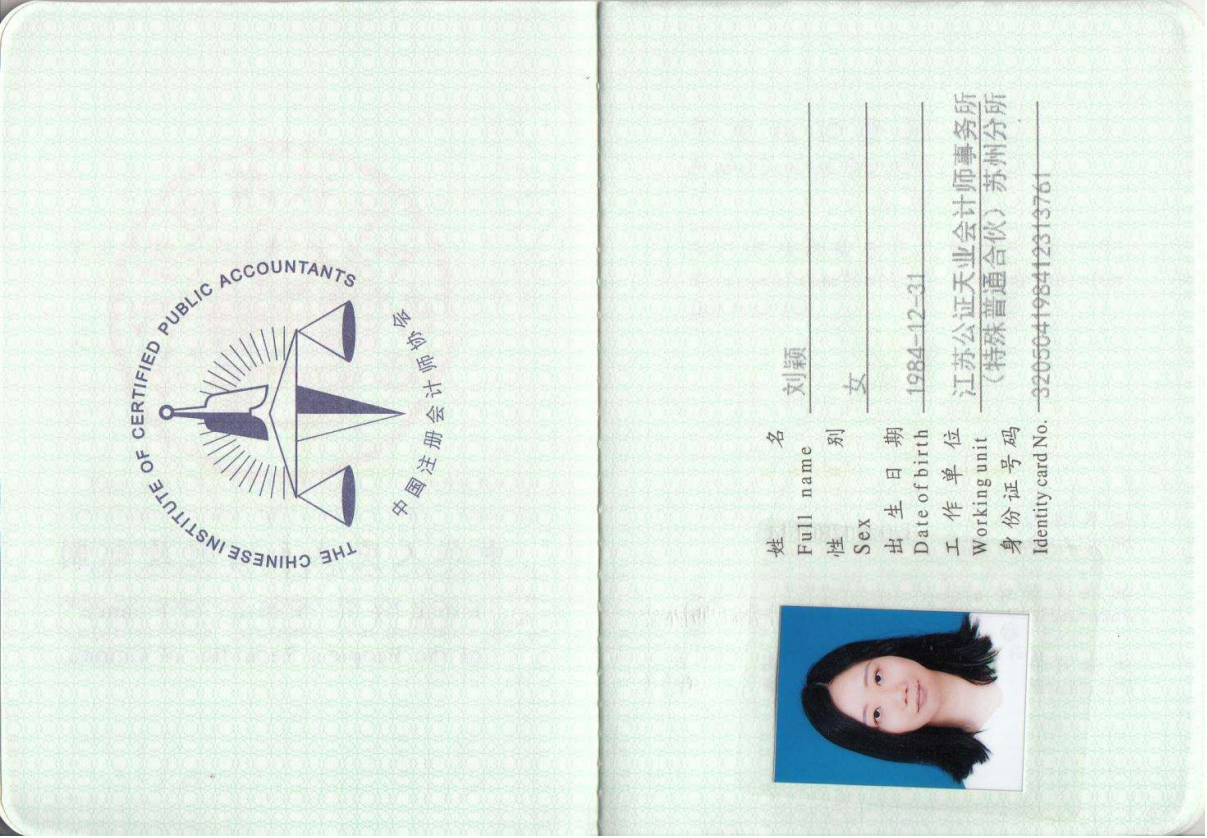 THE CHINESE INSTITUTE OF CERTIFIED PUBLIC ACCOUNTANTS
中国注册会计师协会
姓名 刘颖
Full name
性别 女
Sex
出生日期 1984-12-31
Date of birth
工作单位 江苏公证天业会计师事务所
Working unit (特殊普通合伙)苏州分所
身份证号码 320504198412313761
Identity card No.